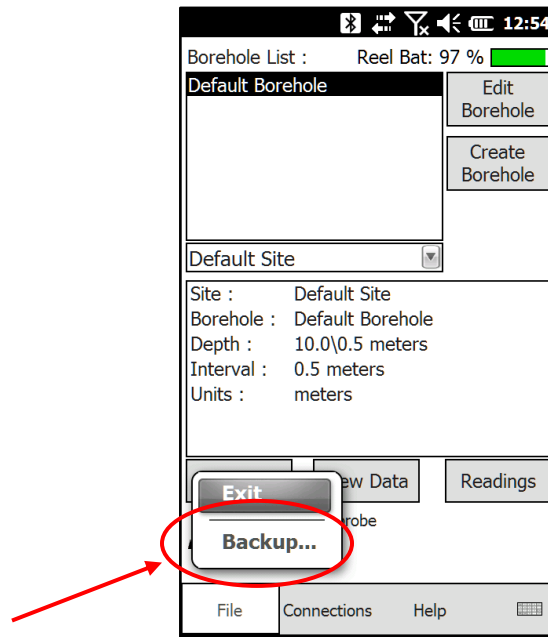 12:54
Borehole List :
Reel Bat: 97 %
Default Borehole
Edit
Borehole
Create
Borehole
Default Site
Site : Default Site
Borehole : Default Borehole
Depth : 10.0\0.5 meters
Interval : 0.5 meters
Units : meters
Data
Readings
Exit
Backup...
File
Connections
Help